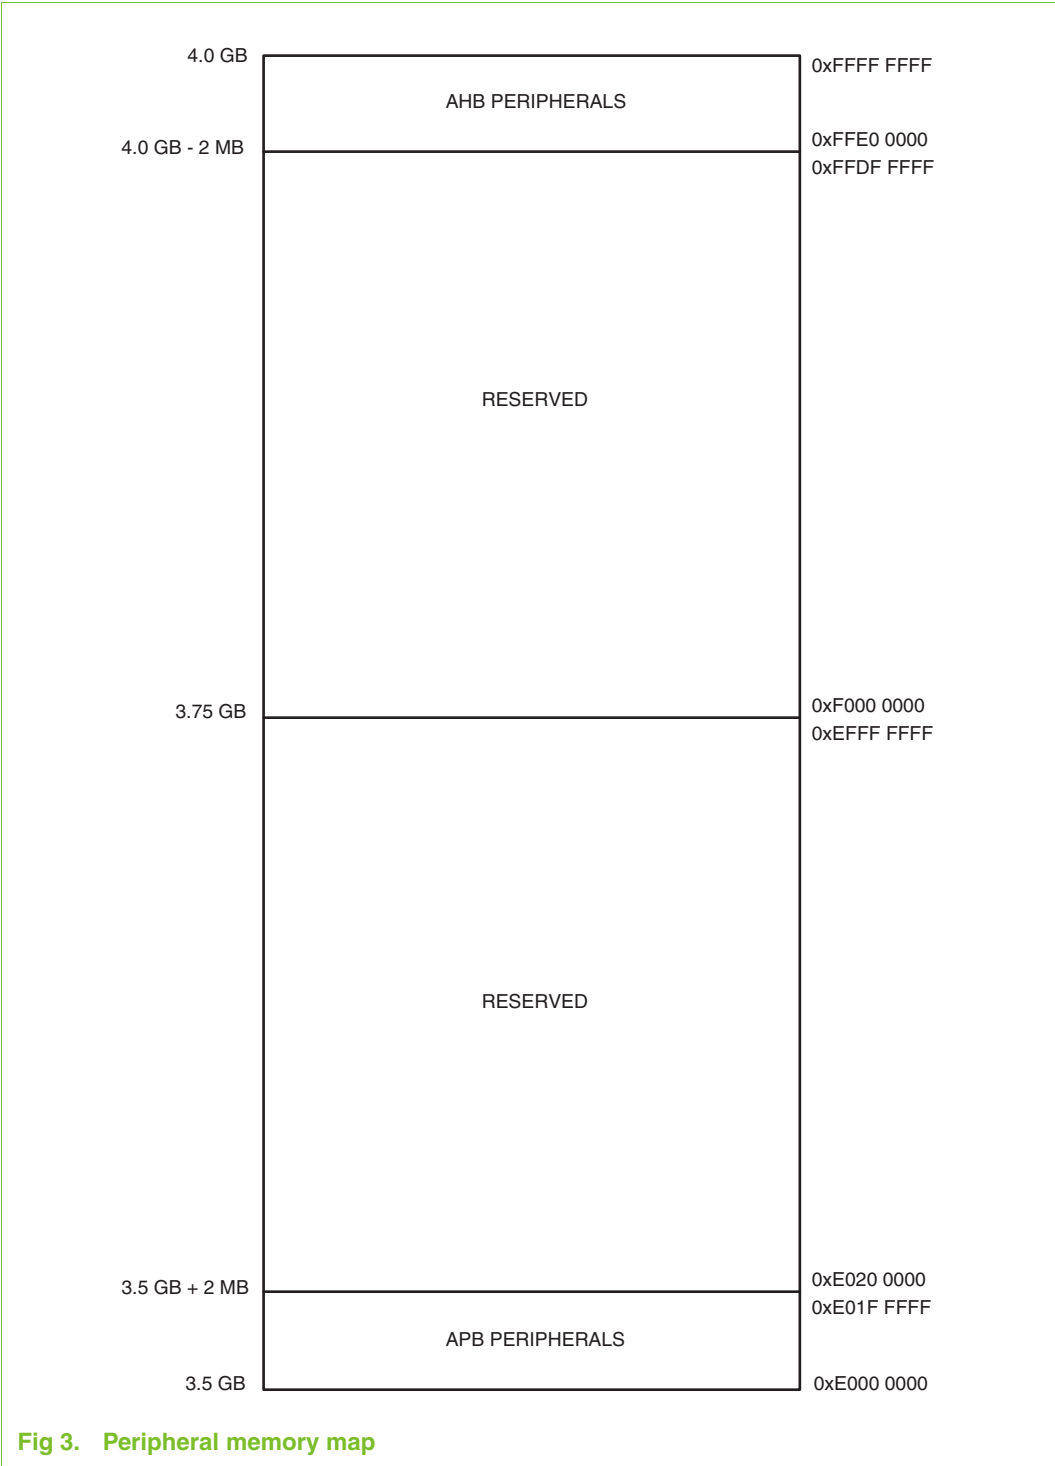 4.0 GB
0xFFFF FFFF
AHB PERIPHERALS
4.0 GB - 2 MB
0xFFE0 0000
0xFFDF FFFF
RESERVED
3.75 GB
0xF000 0000
0xEFFF FFFF
RESERVED
3.5 GB + 2 MB
0xE020 0000
0xE01F FFFF
APB PERIPHERALS
3.5 GB
0xE000 0000
Fig 3. Peripheral memory map